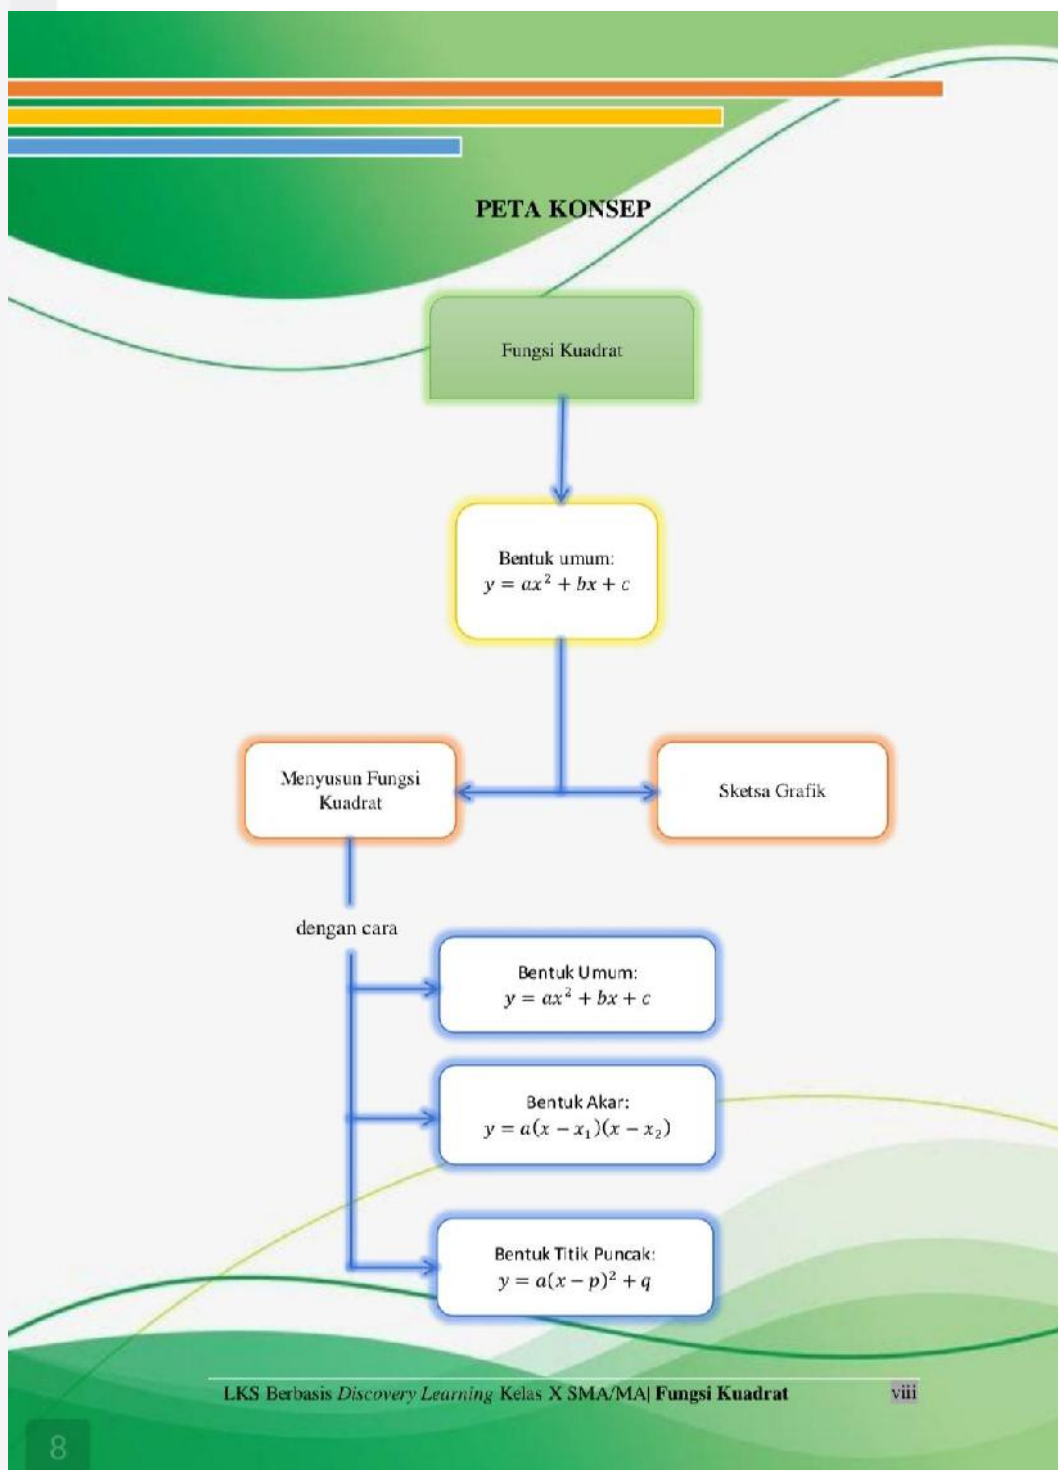 PETA KONSEP
Fungsi Kuadrat
Bentuk umum:
y = ax² + bx + c
Menyusun Fungsi
Kuadrat
Sketsa Grafik
dengan cara
Bentuk Umum:
y = ax² + bx + c
Bentuk Akar:
y = a(x − x₁)(x − x₂)
Bentuk Titik Puncak:
y = a(x − p)² + q
LKS Berbasis Discovery Learning Kelas X SMA/MA| Fungsi Kuadrat viii
8